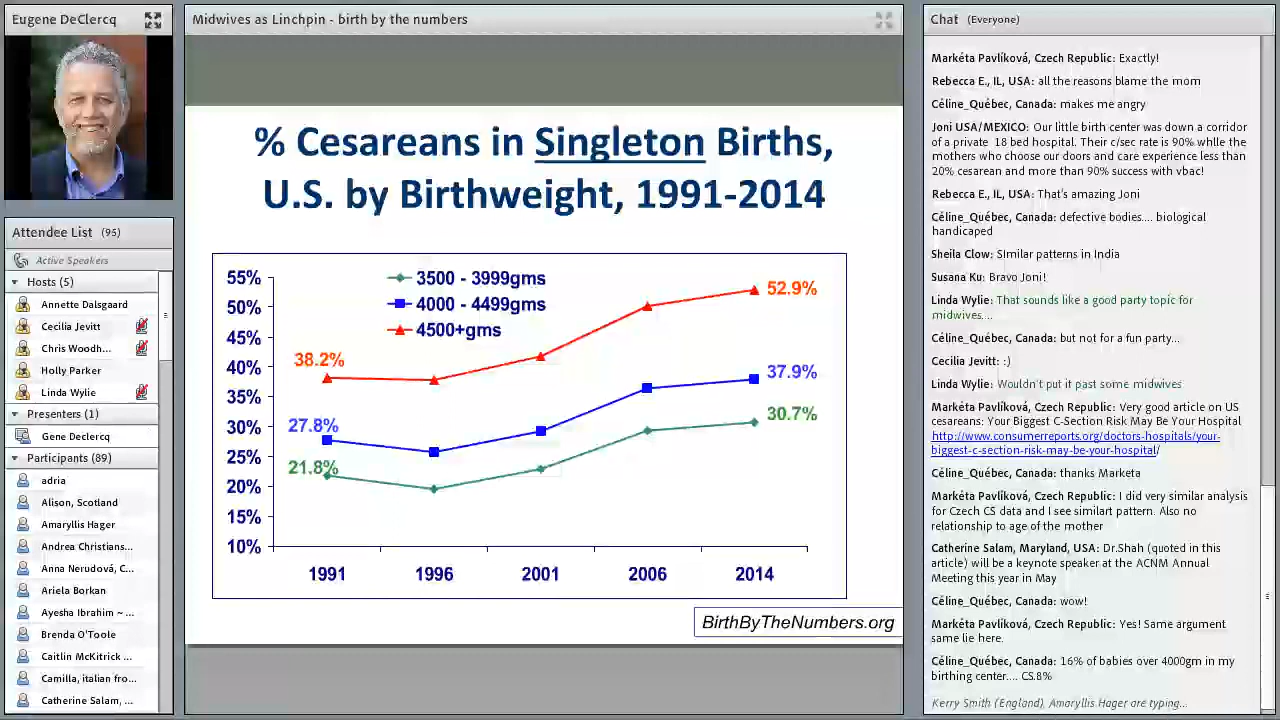 Eugene DeClercq
Attendee List (95)
Active Speakers
Hosts (5)
Annette Dalsgaard
Cecilia Jevitt
Chris Woodh...
Holly Parker
Linda Wylie
Presenters (1)
Gene Declercq
Participants (89)
adria
Alison, Scotland
Amaryllis Hager
Andrea Christians...
Anna Nerudová, C...
Ariela Borkan
Ayesha Ibrahim ~ ...
Brenda O'Toole
Caitlin McKitrick ...
Camilla, italian fro...
Catherine Salam, ...
Midwives as Linchpin - birth by the numbers
% Cesareans in Singleton Births,
U.S. by Birthweight, 1991-2014
55%
50%
45%
40%
35%
30%
25%
20%
15%
10%
3500 - 3999gms
4000 - 4499gms
4500+gms
38.2%
52.9%
27.8%
37.9%
21.8%
30.7%
1991 1996 2001 2006 2014
BirthByTheNumbers.org
Chat (Everyone)
Markéta Pavlíková, Czech Republic: Exactly!
Rebecca E., IL, USA: all the reasons blame the mom
Céline_Québec, Canada: makes me angry
Joni USA/MEXICO: Our little birth center was down a corridor
of a private 18 bed hospital. Their c/sec rate is 90% while the
mothers who choose our doors and care experience less than
20% cesarean and more than 90% success with vbac!
Rebecca E., IL, USA: That's amazing Joni
Céline_Québec, Canada: defective bodies.... biological
handicaped
Sheila Clow: SImilar patterns in India
Susana Ku: Bravo Joni!
Linda Wylie: That sounds like a good party topic for
midwives....
Céline_Québec, Canada: but not for a fun party...
Cecilia Jevitt: :)
Linda Wylie: Wouldn't put it past some midwives
Markéta Pavlíková, Czech Republic: Very good article on US
cesareans: Your Biggest C-Section Risk May Be Your Hospital
http://www.consumerreports.org/doctors-hospitals/your-
biggest-c-section-risk-may-be-your-hospital/
Céline_Québec, Canada: thanks Marketa
Markéta Pavlíková, Czech Republic: I did very similar analysis
for Czech CS data and I see similart pattern. Also no
relationship to age of the mother
Catherine Salam, Maryland, USA: Dr.Shah (quoted in this
article) will be a keynote speaker at the ACNM Annual
Meeting this year in May
Céline_Québec, Canada: wow!
Markéta Pavlíková, Czech Republic: Yes! Same argument
same lie here.
Céline_Québec, Canada: 16% of babies over 4000gm in my
birthing center.... CS.8%
Kerry Smith (England), Amaryllis Hager are typing...